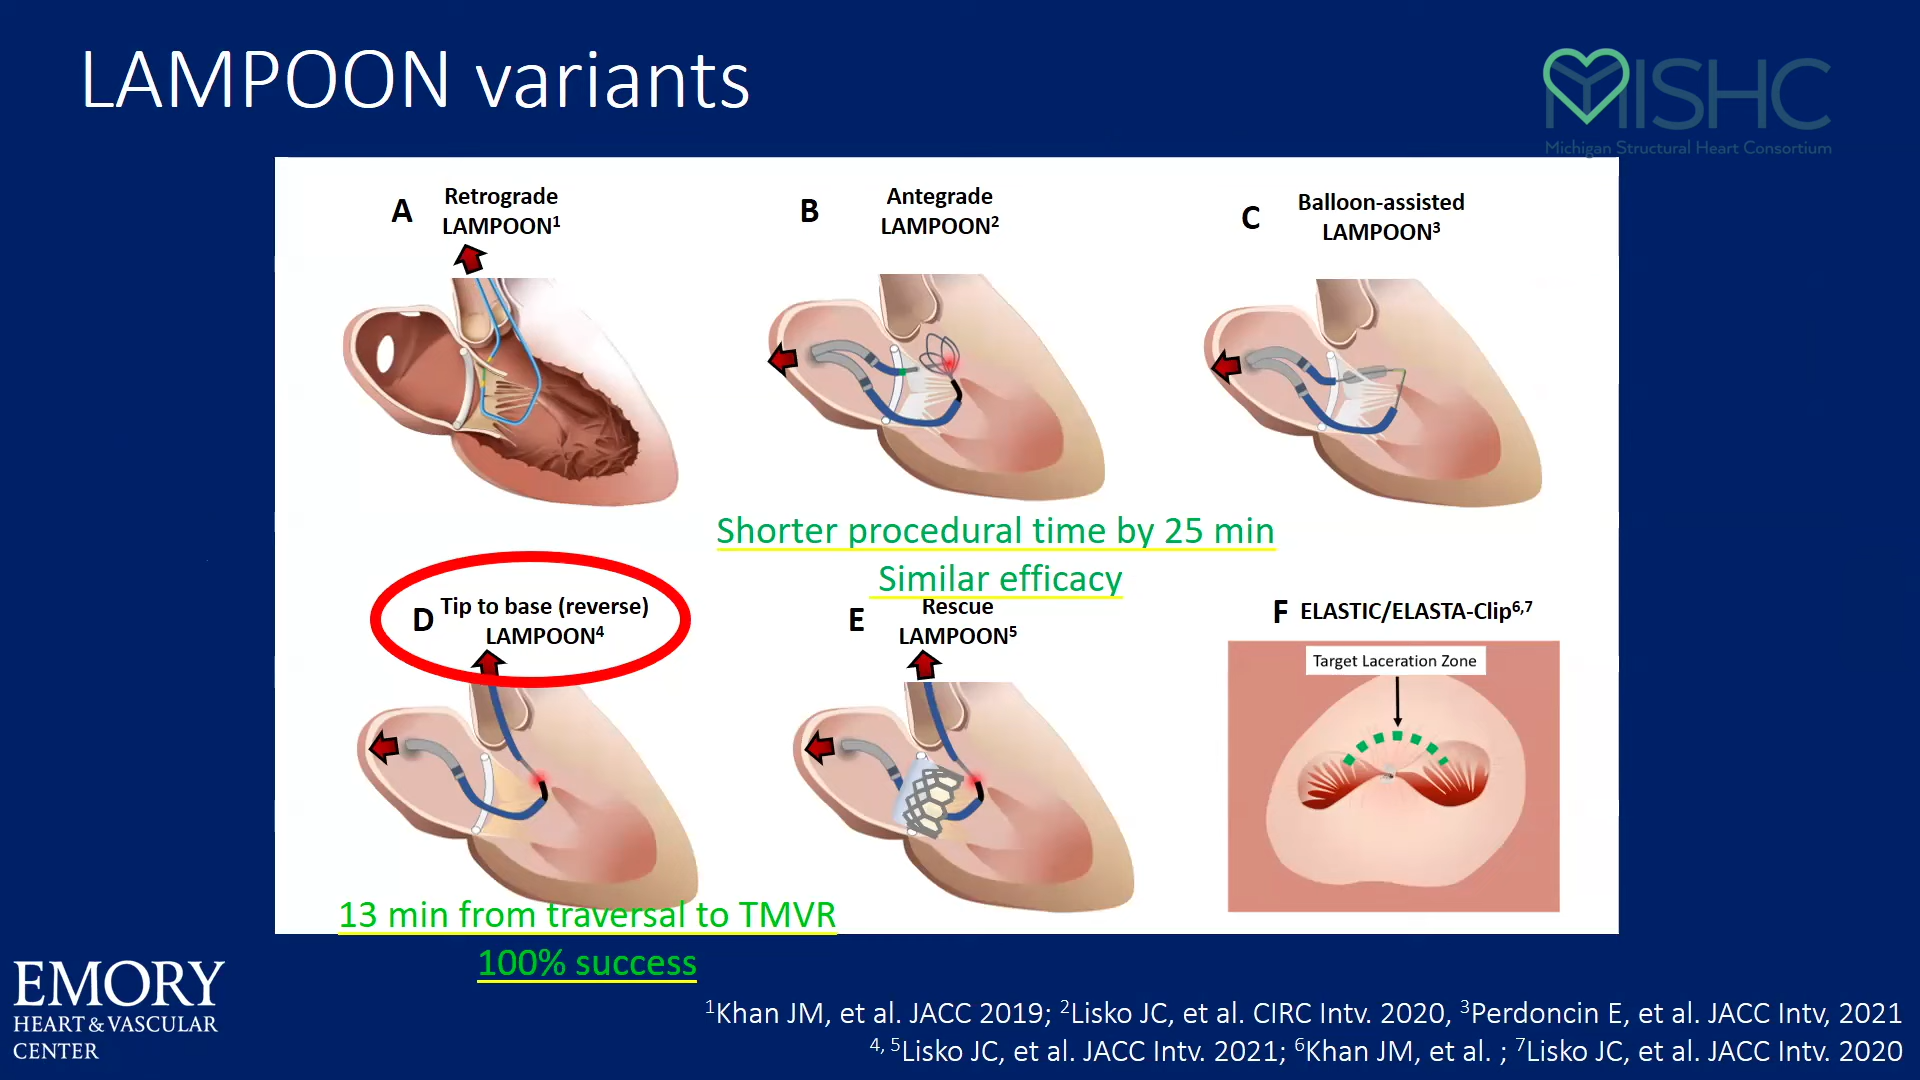 LAMPOON variants
MISHC
Michigan Structural Heart Consortium
A
Retrograde
LAMPOON¹
B
Antegrade
LAMPOON²
C
Balloon-assisted
LAMPOON³
Shorter procedural time by 25 min
Similar efficacy
D
Tip to base (reverse)
LAMPOON⁴
E
Rescue
LAMPOON⁵
F
ELASTIC/ELASTA-Clip⁶,⁷
Target Laceration Zone
13 min from traversal to TMVR
100% success
EMORY
HEART & VASCULAR
CENTER
¹Khan JM, et al. JACC 2019; ²Lisko JC, et al. CIRC Intv. 2020, ³Perdoncin E, et al. JACC Intv, 2021
⁴, ⁵Lisko JC, et al. JACC Intv. 2021; ⁶Khan JM, et al. ; ⁷Lisko JC, et al. JACC Intv. 2020